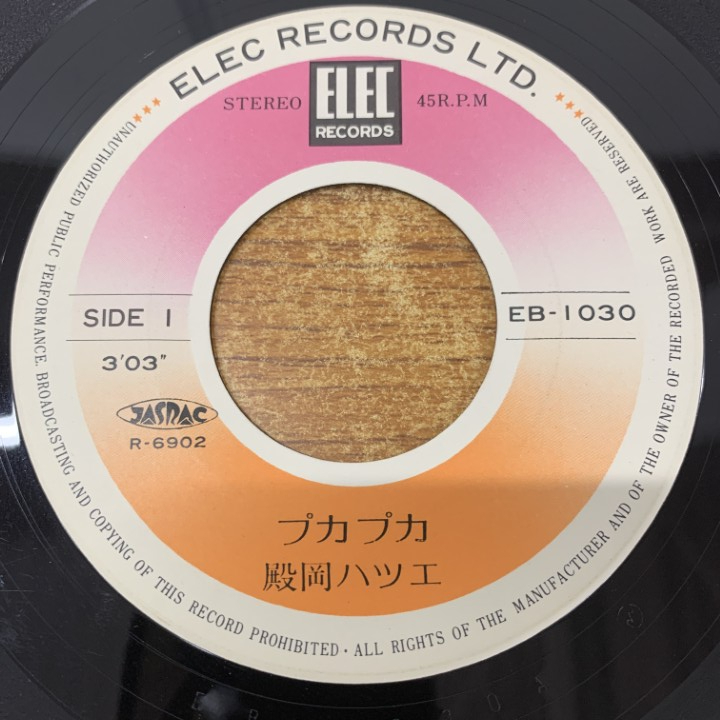 ELEC RECORDS LTD.
STEREO
ELEC
RECORDS
45R.P.M
SIDE 1
EB-1030
3'03"
JASRAC
R-6902
プカプカ
殿岡ハツエ
UNAUTHORIZED PUBLIC PERFORMANCE. BROADCASTING AND COPYING OF THIS RECORD PROHIBITED · ALL RIGHTS OF THE MANUFACTURER AND OF THE OWNER OF THE RECORDED WORK ARE RESERVED